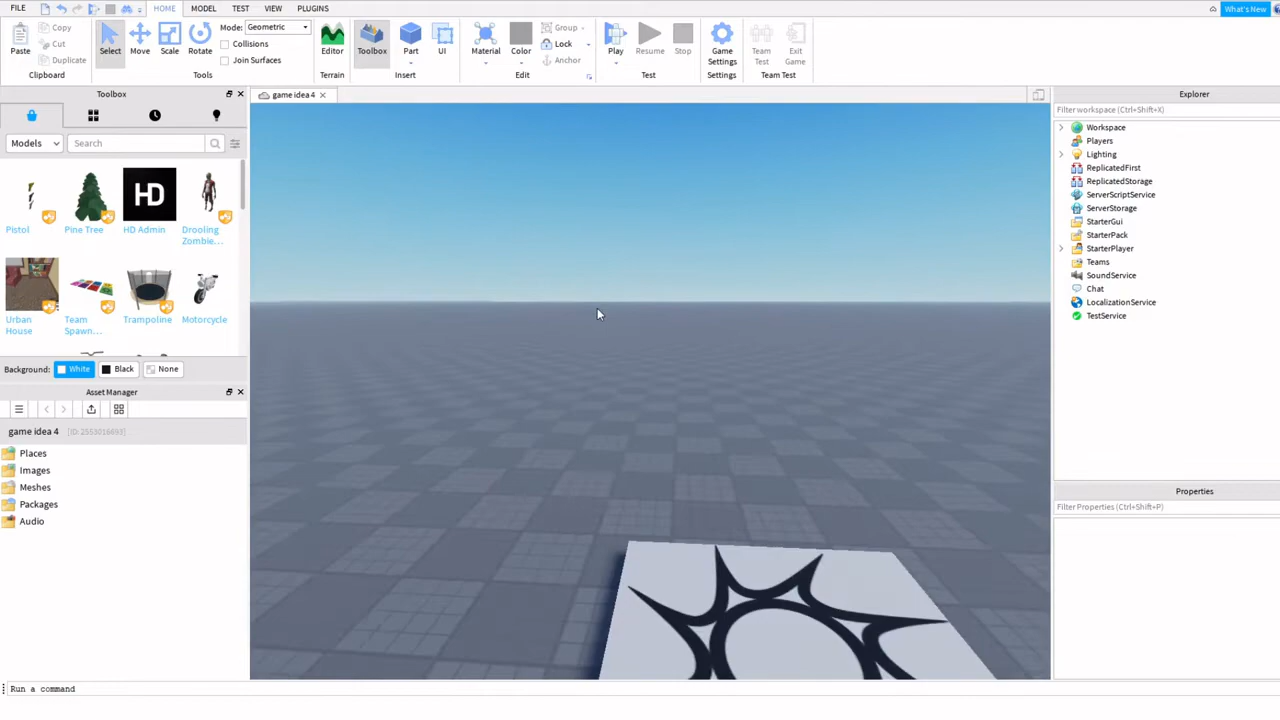 FILE HOME MODEL TEST VIEW PLUGINS What's New
Paste Copy Cut Duplicate Select Move Scale Rotate Mode: Geometric Collisions Join Surfaces Editor Toolbox Part UI Material Color Group Lock Anchor Play Resume Stop Game Settings Team Test Exit Game
Clipboard Tools Terrain Insert Edit Test Settings Team Test
Toolbox
game idea 4
Explorer
Filter workspace (Ctrl+Shift+X)
Models Search
Pistol Pine Tree HD Admin Drooling Zombie...
HD
Urban House Team Spawn... Trampoline Motorcycle
Background: White Black None
Asset Manager
game idea 4 [ID: 2553016693]
Places
Images
Meshes
Packages
Audio
Workspace
Players
Lighting
ReplicatedFirst
ReplicatedStorage
ServerScriptService
ServerStorage
StarterGui
StarterPack
StarterPlayer
Teams
SoundService
Chat
LocalizationService
TestService
Properties
Filter Properties (Ctrl+Shift+P)
Run a command